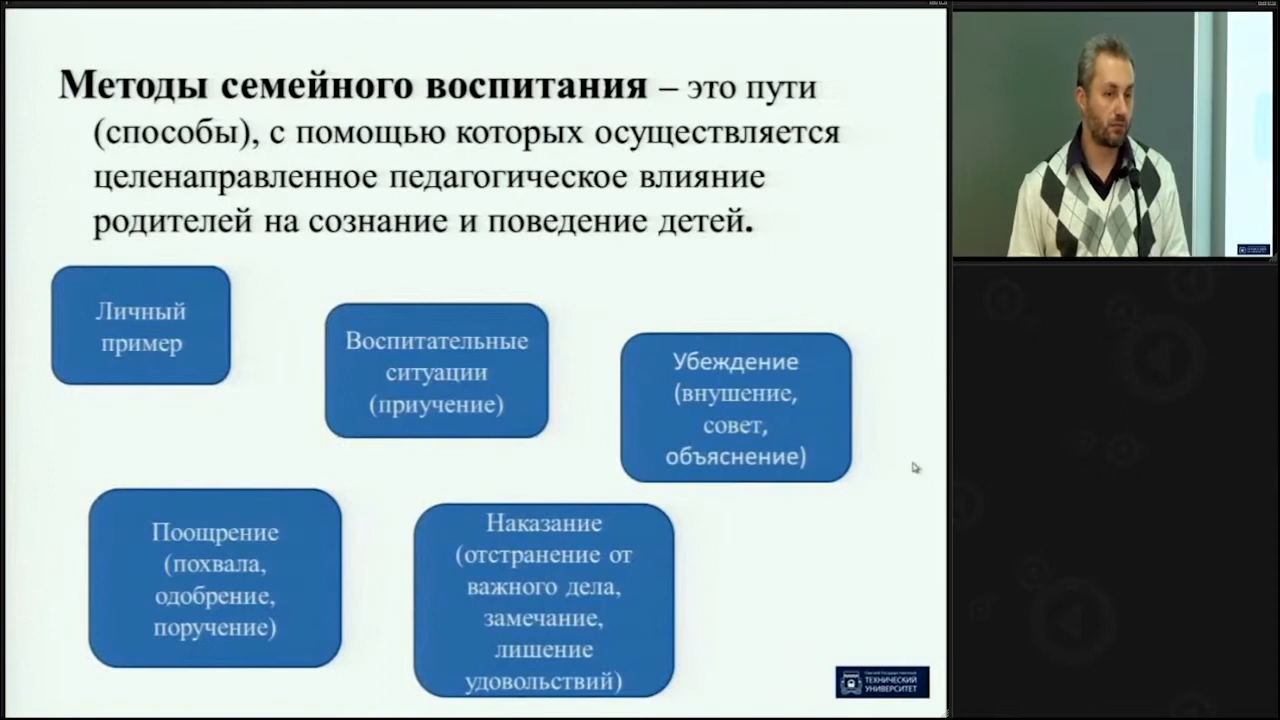 Методы семейного воспитания – это пути
(способы), с помощью которых осуществляется
целенаправленное педагогическое влияние
родителей на сознание и поведение детей.
Личный
пример
Воспитательные
ситуации
(приучение)
Убеждение
(внушение,
совет,
объяснение)
Поощрение
(похвала,
одобрение,
поручение)
Наказание
(отстранение от
важного дела,
замечание,
лишение
удовольствий)
ТЕХНИЧЕСКИЙ
УНИВЕРСИТЕТ